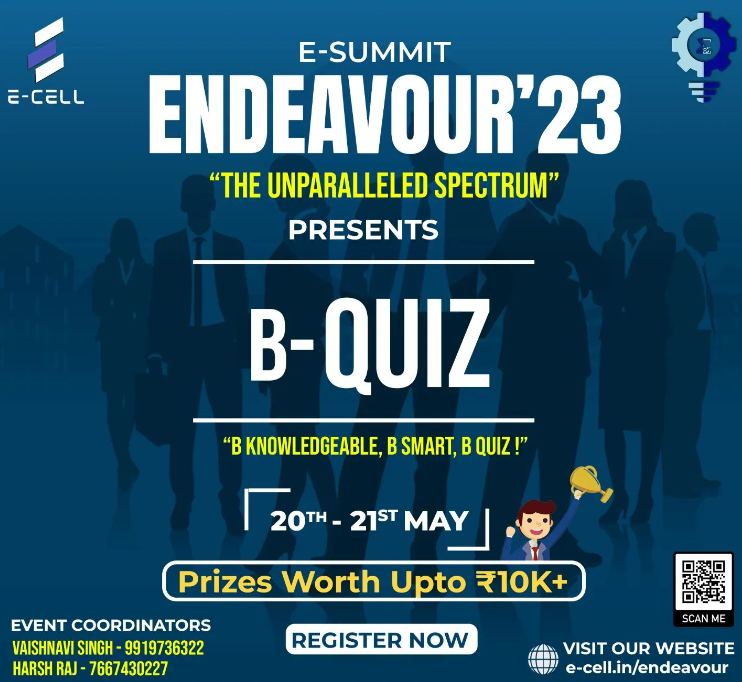 E-CELL
E-SUMMIT
ENDEAVOUR'23
"THE UNPARALLELED SPECTRUM"
PRESENTS
B-QUIZ
"B KNOWLEDGEABLE, B SMART, B QUIZ !"
20TH - 21ST MAY
Prizes Worth Upto ₹10K+
EVENT COORDINATORS
VAISHNAVI SINGH - 9919736322
HARSH RAJ - 7667430227
REGISTER NOW
SCAN ME
VISIT OUR WEBSITE
e-cell.in/endeavour